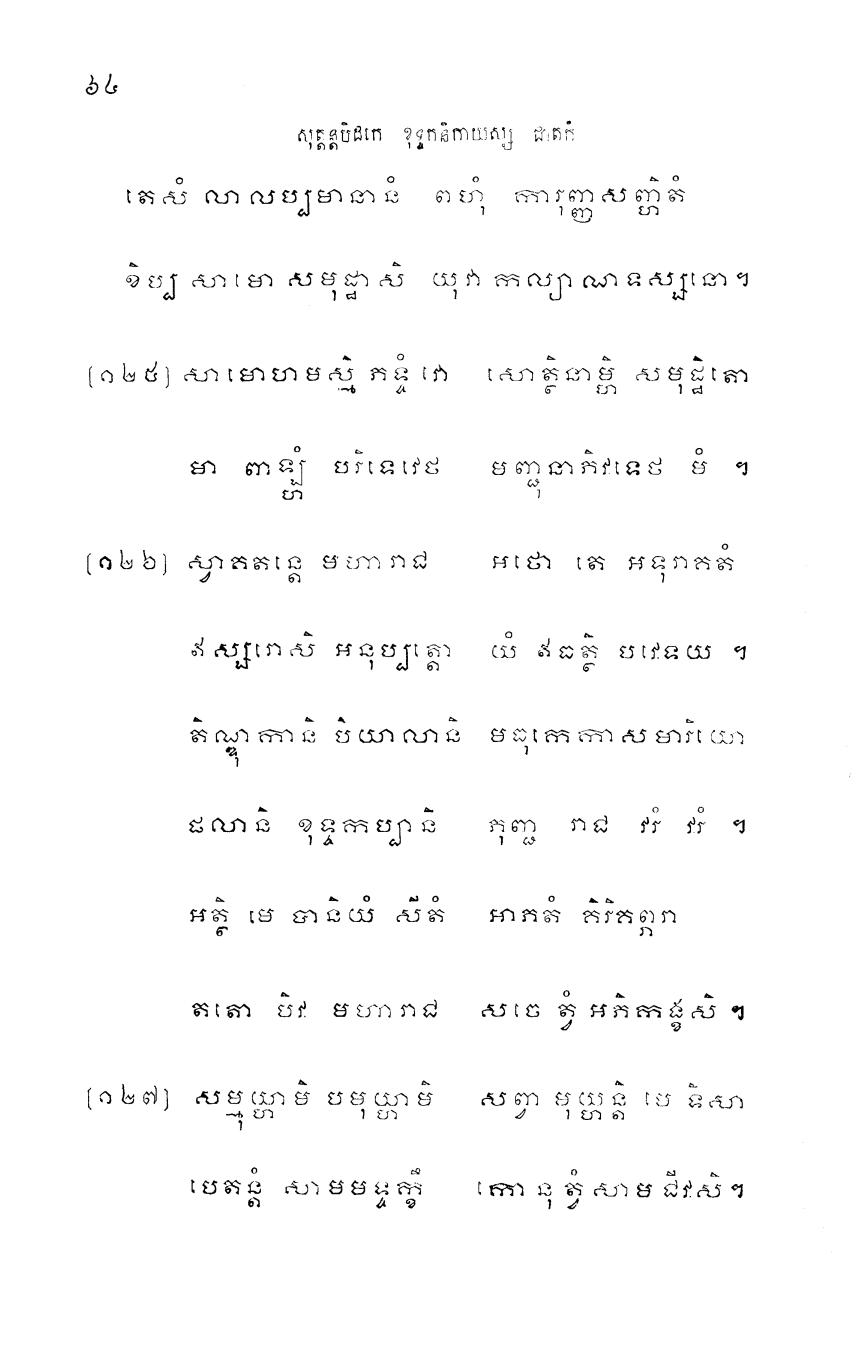 ៦៤
សុត្តន្តបិដកេ ខុទ្ទកនិកាយស្ស ជាតកំ
តេសំ លាលប្បមានានំ ពហុំ ការុញ្ញសញ្ហិតំ
ខិប្ប សាមោ សមុដ្ឋាសិ យុវា កល្យាណទស្សនោ។
(១២៥) សាមោហមស្មិ ភទ្ទំ វោ សោត្ថិនាម្ហិ សមុដ្ឋិតោ
មា ពាឡ្ហំ បរិទេវេថ មញ្ជុនាភិវទេថ មំ ។
(១២៦) ស្វាគតន្តេ មហារាជ អថោ តេ អទុរាគតំ
ឥស្សរោសិ អនុប្បត្តោ យំ ឥធត្ថិ បវេទយ ។
តិណ្ឌុកានិ បិយាលានិ មធុកេកាសមារិយោ
ផលានិ ខុទ្ទកប្បានិ ភុញ្ជ រាជ វរំ វរំ ។
អត្ថិ មេ បានិយំ សីតំ អាភតំ គិរិគព្ភរា
តតោ បិវ មហារាជ សចេ ត្វំ អភិកង្ខសិ ។
(១២៧) សម្មុយ្ហាមិ បមុយ្ហាមិ សព្វា មុយ្ហន្តិ មេ ទិសា
បេតន្តំ សាមមទ្ទក្ខឹ កោ នុ ត្វំ សាម ជីវសិ។